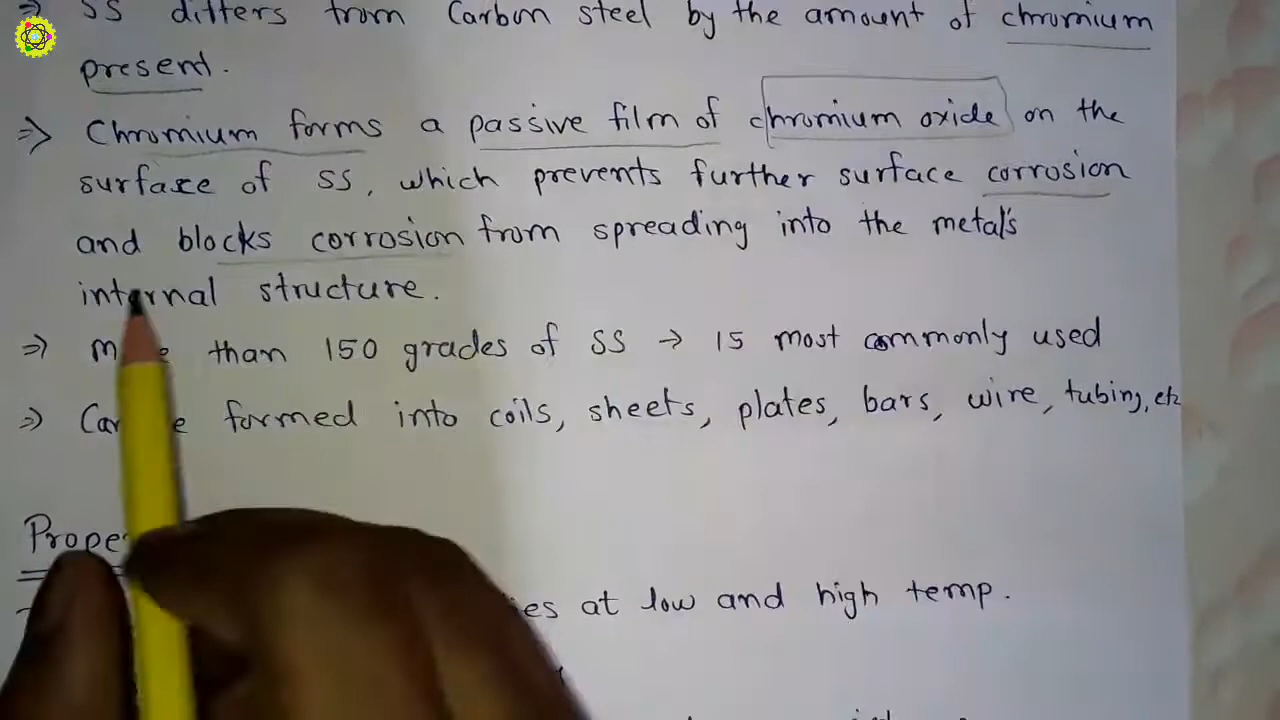 ⇒ SS differs from Carbon steel by the amount of chromium
present.
⇒ Chromium forms a passive film of chromium oxide on the
surface of SS, which prevents further surface corrosion
and blocks corrosion from spreading into the metal's
internal structure.
⇒ than 150 grades of SS → 15 most commonly used
⇒ formed into coils, sheets, plates, bars, wire, tubing, etc
at low and high temp.